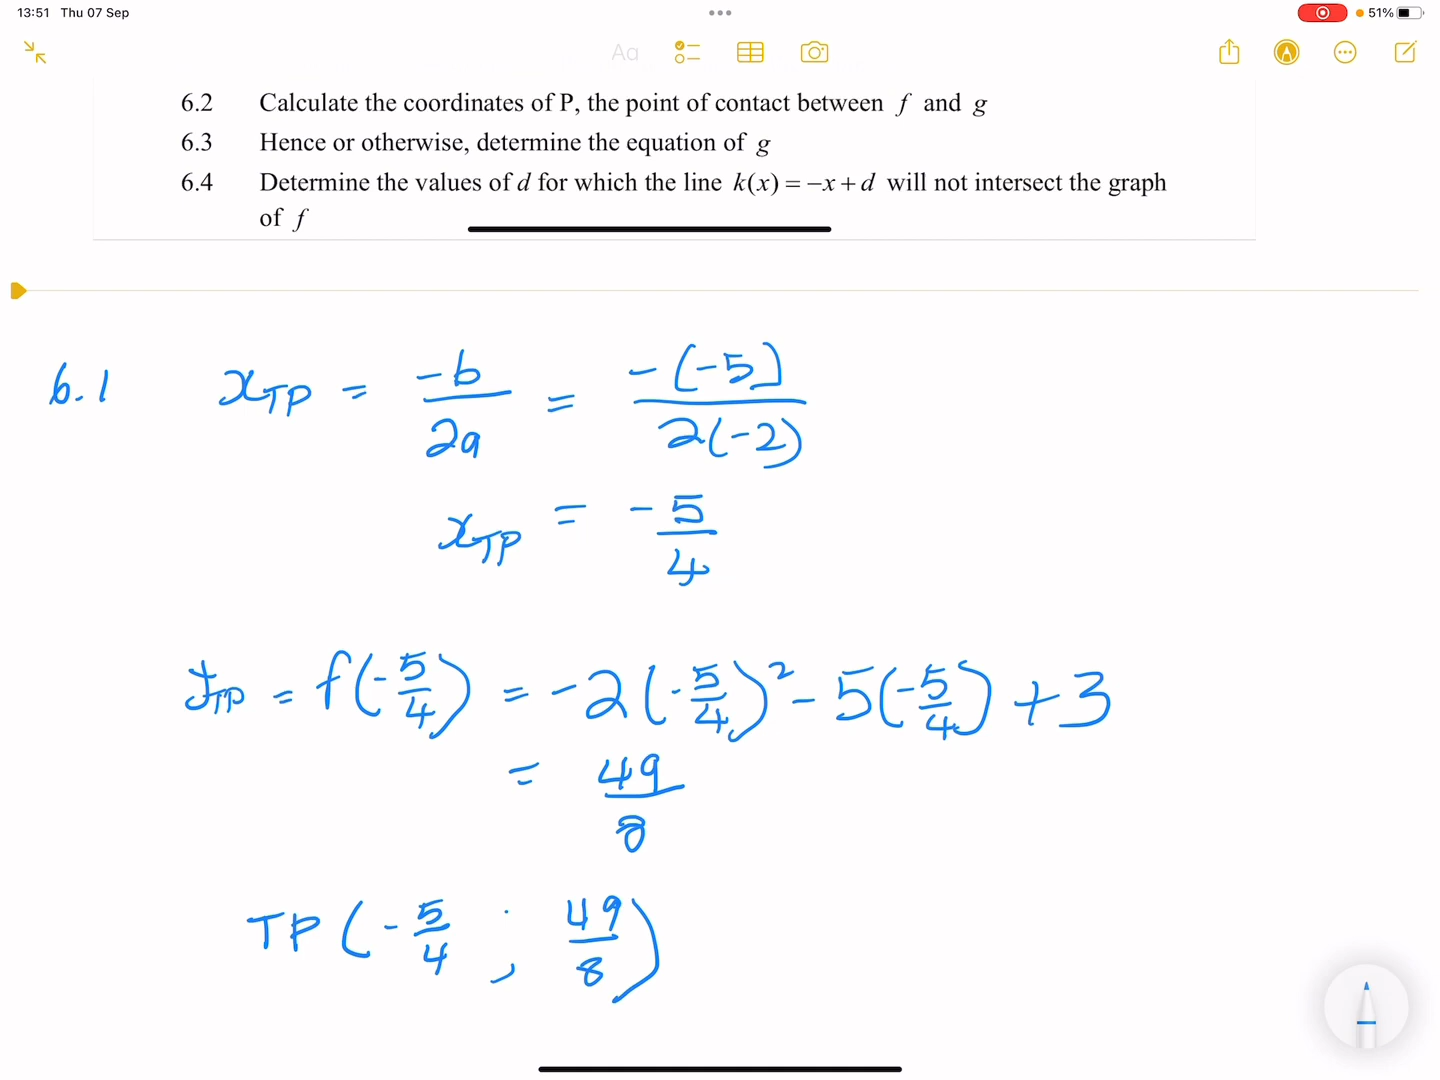 13:51 Thu 07 Sep
51%
Aa
6.2 Calculate the coordinates of P, the point of contact between f and g
6.3 Hence or otherwise, determine the equation of g
6.4 Determine the values of d for which the line k(x) = −x + d will not intersect the graph
of f
6.1 x_TP = -b/2a = -(-5)/2(-2)
x_TP = -5/4
y_TP = f(-5/4) = -2(-5/4)² - 5(-5/4) + 3
= 49/8
TP(-5/4 ; 49/8)